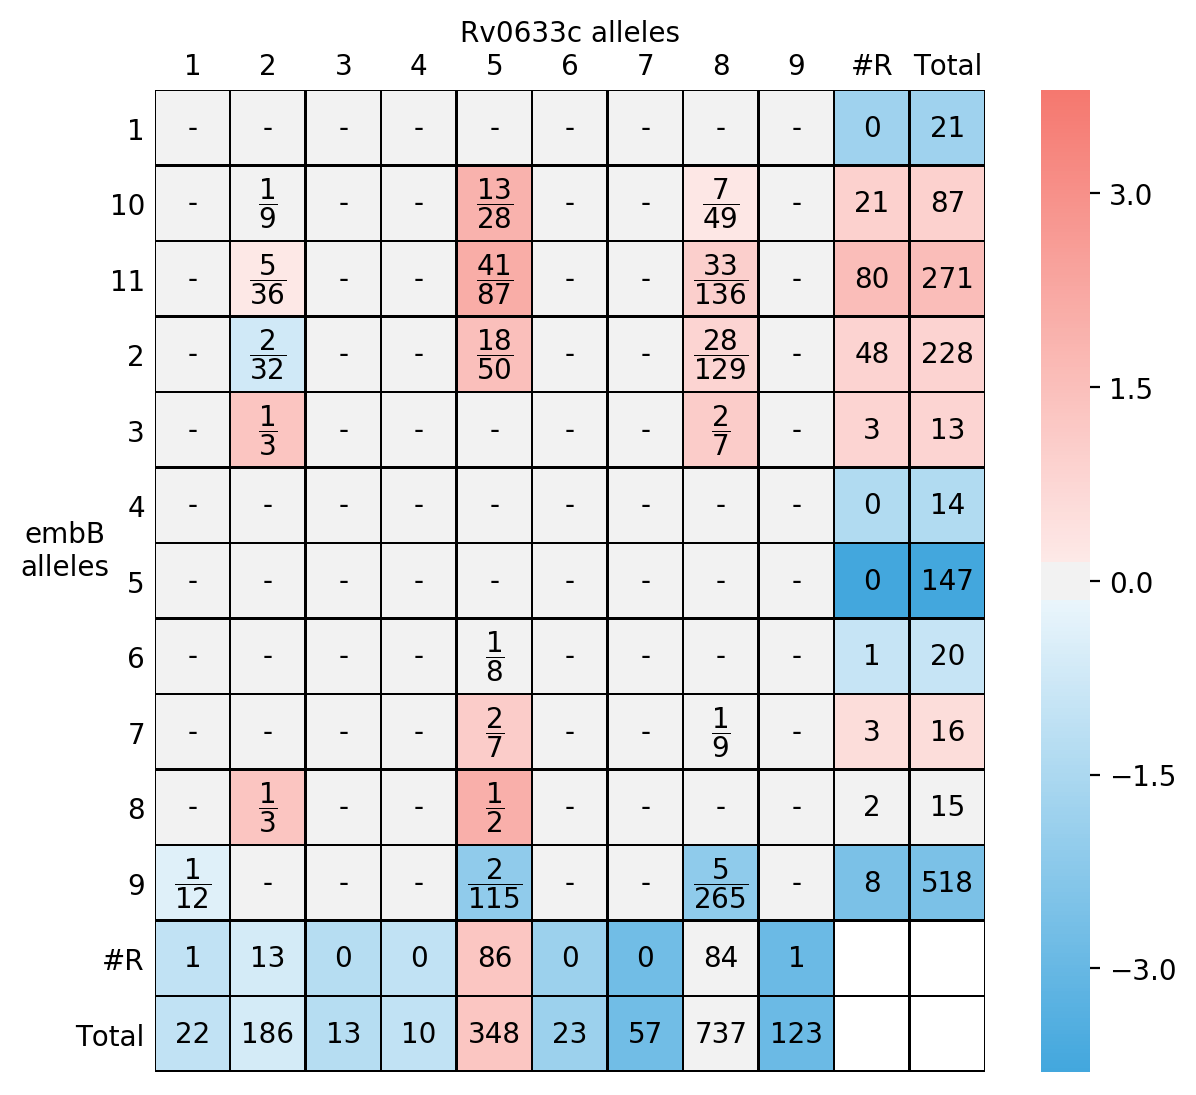 Rv0633c alleles
1 2 3 4 5 6 7 8 9 #R Total
1 - - - - - - - - - 0 21
10 - 1/9 - - 13/28 - - 7/49 - 21 87
11 - 5/36 - - 41/87 - - 33/136 - 80 271
2 - 2/32 - - 18/50 - - 28/129 - 48 228
3 - 1/3 - - - - - 2/7 - 3 13
4 - - - - - - - - - 0 14
embB
alleles
5 - - - - - - - - - 0 147
6 - - - - 1/8 - - - - 1 20
7 - - - - 2/7 - - 1/9 - 3 16
8 - 1/3 - - 1/2 - - - - 2 15
9 1/12 - - - 2/115 - - 5/265 - 8 518
#R 1 13 0 0 86 0 0 84 1
Total 22 186 13 10 348 23 57 737 123
3.0
1.5
0.0
−1.5
−3.0